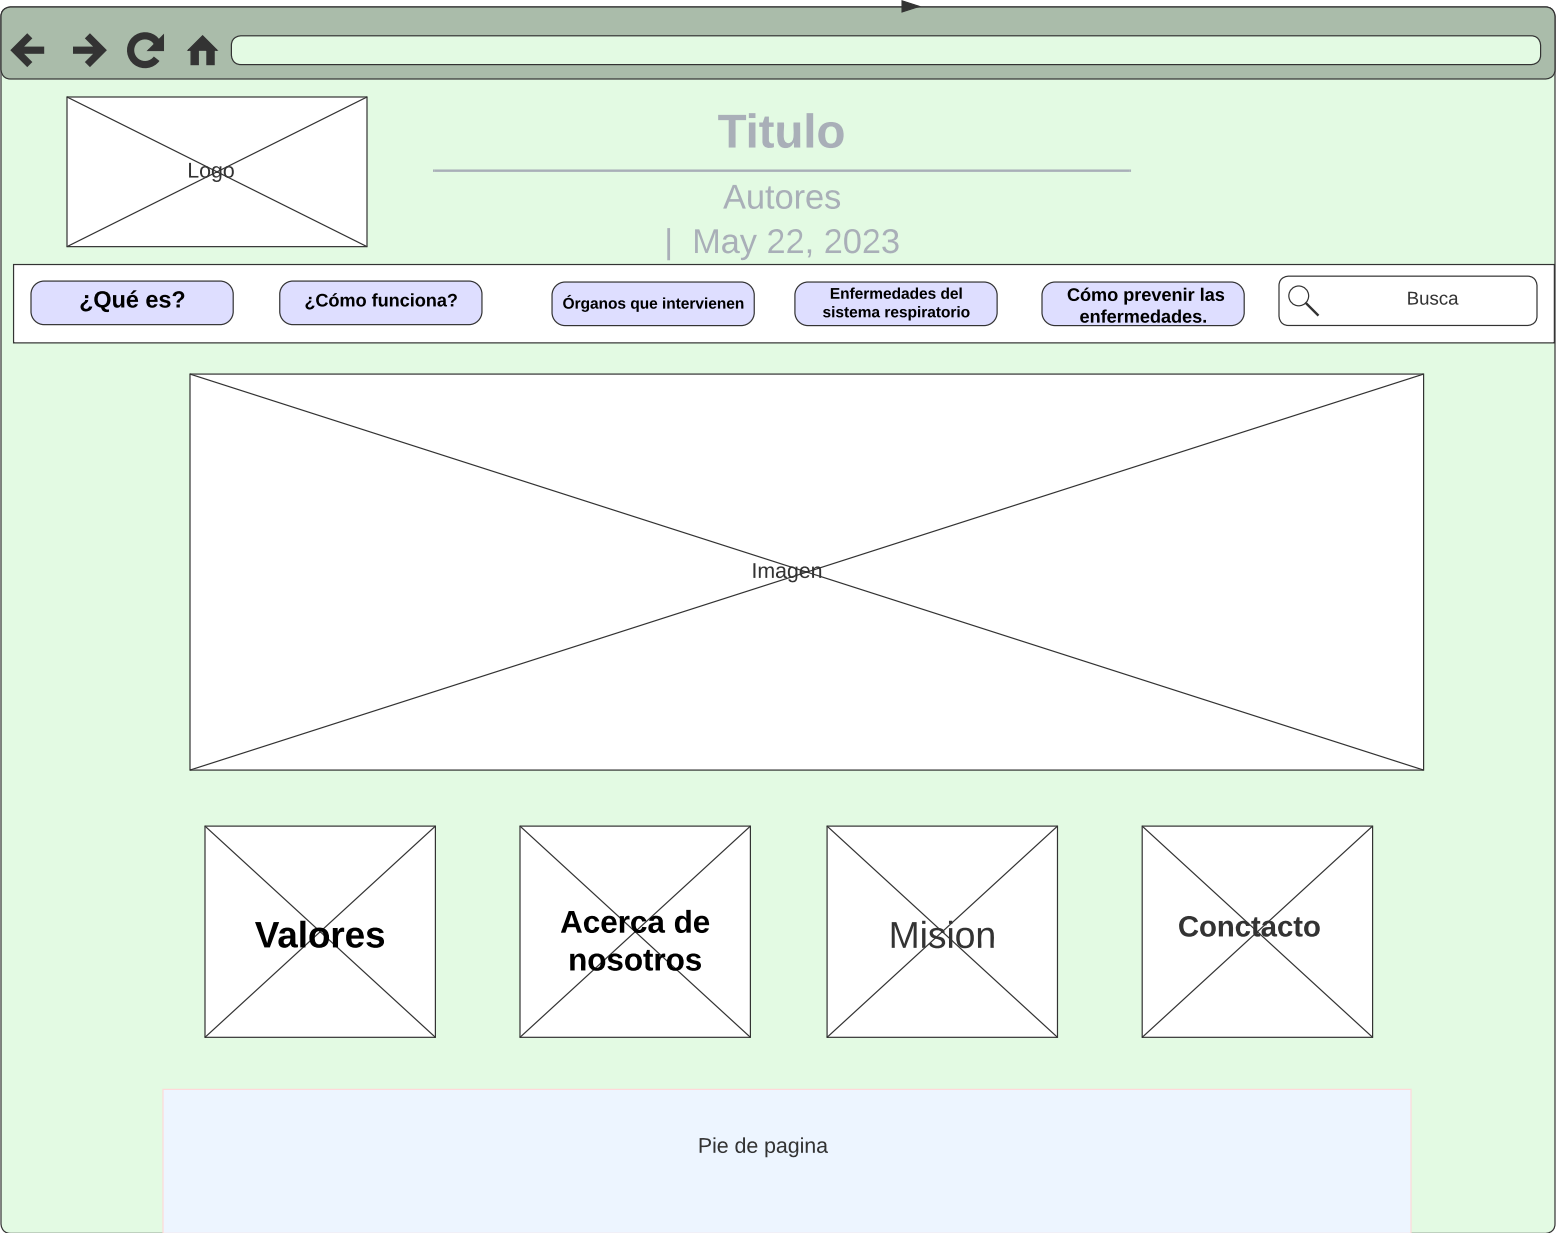 Logo
Titulo
Autores
| May 22, 2023
¿Qué es?
¿Cómo funciona?
Órganos que intervienen
Enfermedades del
sistema respiratorio
Cómo prevenir las
enfermedades.
Busca
Imagen
Valores
Acerca de
nosotros
Mision
Conctacto
Pie de pagina